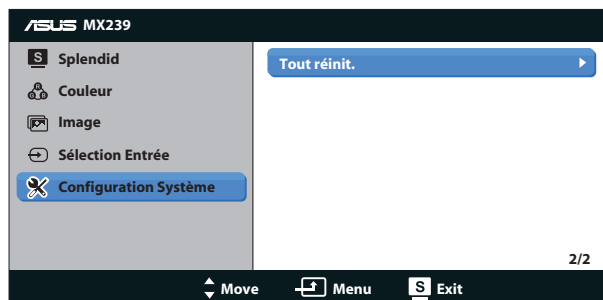 ASUS MX239
S Splendid
Couleur
Image
Sélection Entrée
Configuration Système
Tout réinit.
2/2
Move Menu S Exit